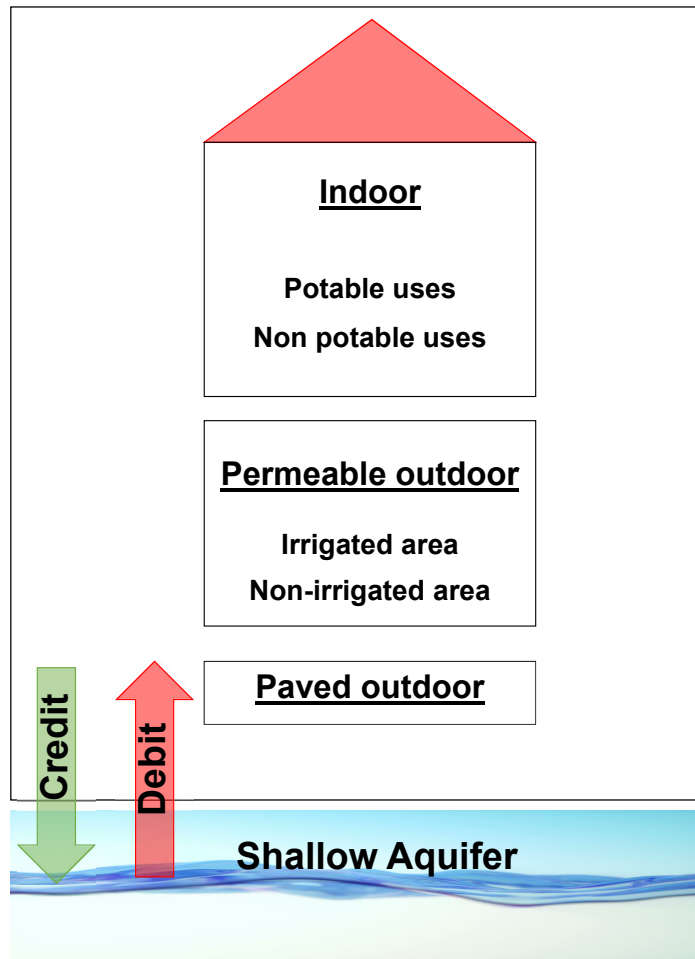 Indoor
Potable uses
Non potable uses
Permeable outdoor
Irrigated area
Non-irrigated area
Paved outdoor
Credit
Debit
Shallow Aquifer